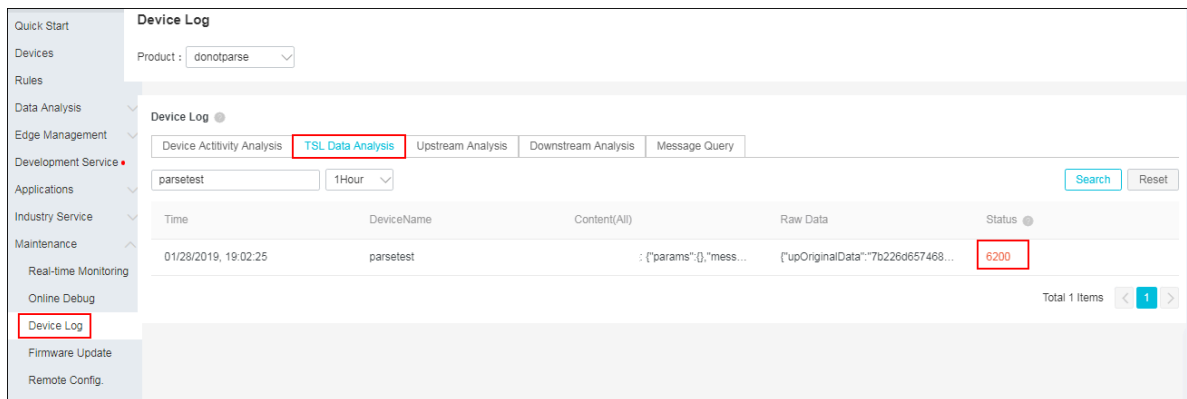 Quick Start
Devices
Rules
Data Analysis
Edge Management
Development Service
Applications
Industry Service
Maintenance
Real-time Monitoring
Online Debug
Device Log
Firmware Update
Remote Config.
Device Log
Product : donotparse
Device Log
Device Actitivity Analysis TSL Data Analysis Upstream Analysis Downstream Analysis Message Query
parsetest 1Hour Search Reset
Time DeviceName Content(All) Raw Data Status
01/28/2019, 19:02:25 parsetest : {"params":{},"mess... {"upOriginalData":"7b226d657468... 6200
Total 1 Items < 1 >